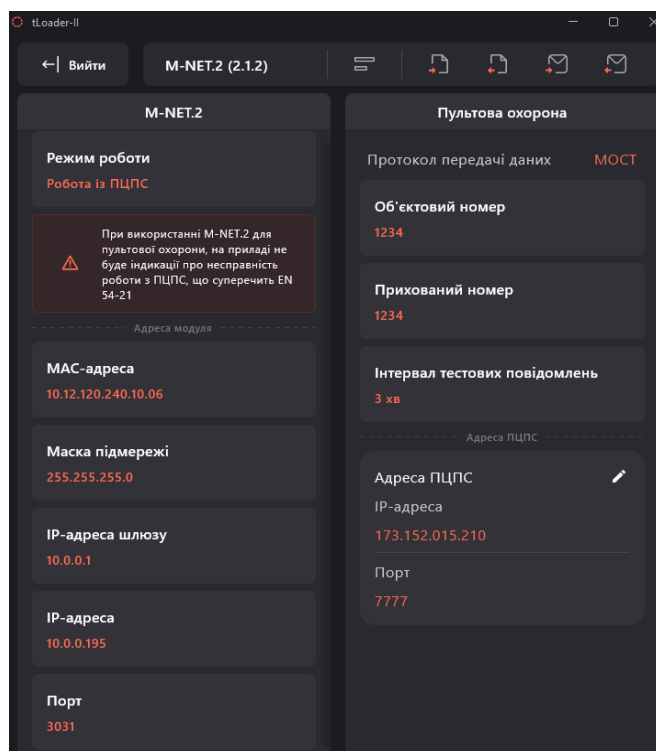 tLoader-II
Вийти
M-NET.2 (2.1.2)
M-NET.2
Режим роботи
Робота із ПЦПС
При використанні M-NET.2 для
пультової охорони, на приладі не
буде індикації про несправність
роботи з ПЦПС, що суперечить EN
54-21
Адреса модуля
MAC-адреса
10.12.120.240.10.06
Маска підмережі
255.255.255.0
IP-адреса шлюзу
10.0.0.1
IP-адреса
10.0.0.195
Порт
3031
Пультова охорона
Протокол передачі даних МОСТ
Об'єктовий номер
1234
Прихований номер
1234
Інтервал тестових повідомлень
3 хв
Адреса ПЦПС
Адреса ПЦПС
IP-адреса
173.152.015.210
Порт
7777